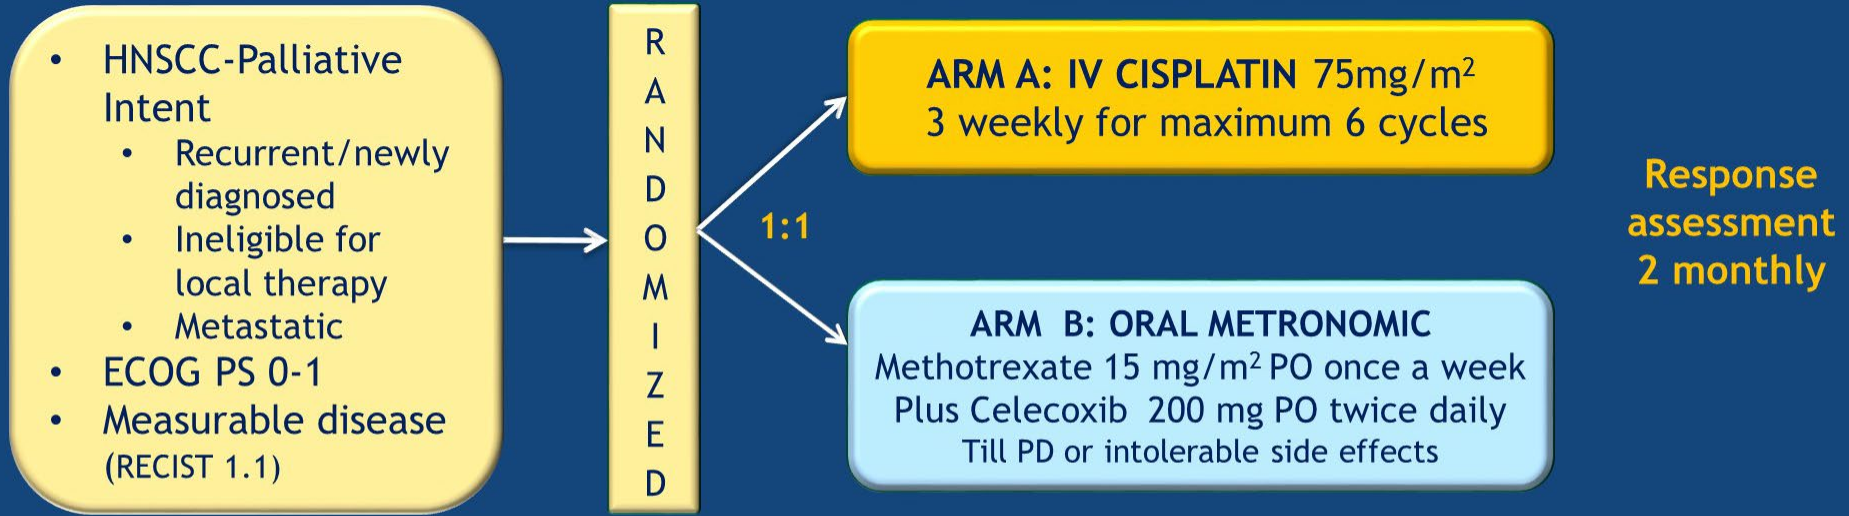 • HNSCC-Palliative
Intent
• Recurrent/newly
diagnosed
• Ineligible for
local therapy
• Metastatic
• ECOG PS 0-1
• Measurable disease
(RECIST 1.1)
R
A
N
D
O
M
I
Z
E
D
1:1
ARM A: IV CISPLATIN 75mg/m²
3 weekly for maximum 6 cycles
ARM B: ORAL METRONOMIC
Methotrexate 15 mg/m² PO once a week
Plus Celecoxib 200 mg PO twice daily
Till PD or intolerable side effects
Response
assessment
2 monthly